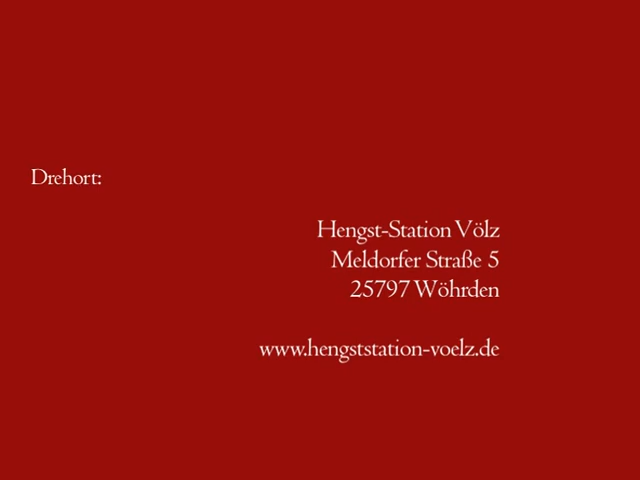 Drehort:
Hengst-Station Völz
Meldorfer Straße 5
25797 Wöhrden
www.hengststation-voelz.de